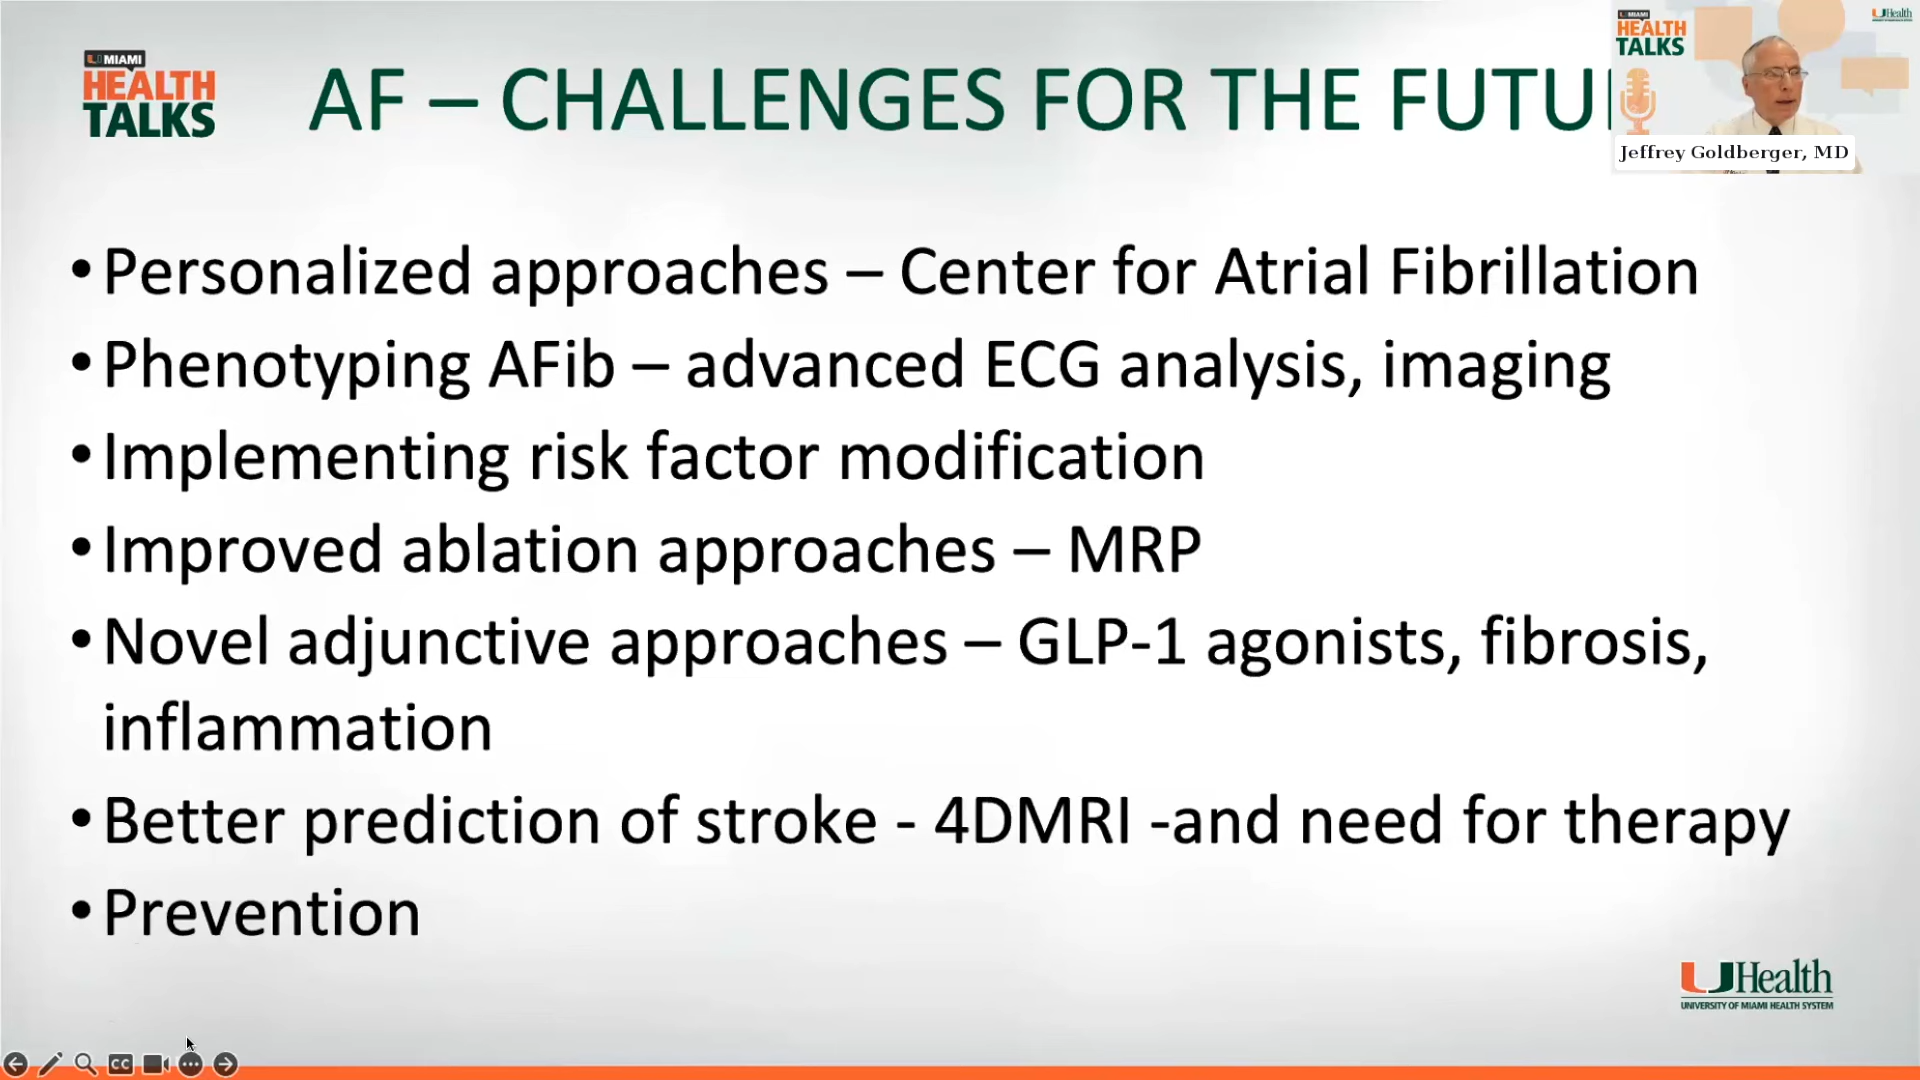 U MIAMI
HEALTH
TALKS
AF – CHALLENGES FOR THE FUTU
U MIAMI
HEALTH
TALKS
UHealth
Jeffrey Goldberger, MD
•Personalized approaches – Center for Atrial Fibrillation
•Phenotyping AFib – advanced ECG analysis, imaging
•Implementing risk factor modification
•Improved ablation approaches – MRP
•Novel adjunctive approaches – GLP-1 agonists, fibrosis,
inflammation
•Better prediction of stroke - 4DMRI -and need for therapy
•Prevention
UHealth
UNIVERSITY OF MIAMI HEALTH SYSTEM
CC